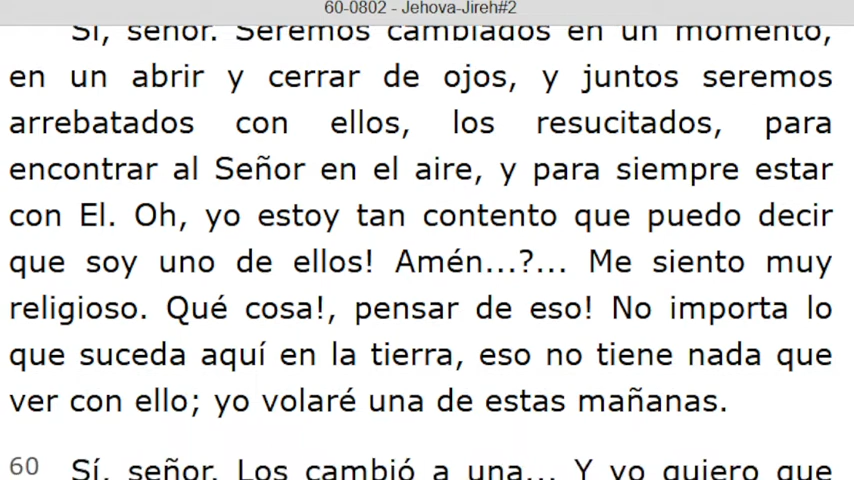 60-0802 - Jehova-Jireh#2
Sí, señor. Seremos cambiados en un momento,
en un abrir y cerrar de ojos, y juntos seremos
arrebatados con ellos, los resucitados, para
encontrar al Señor en el aire, y para siempre estar
con El. Oh, yo estoy tan contento que puedo decir
que soy uno de ellos! Amén...?... Me siento muy
religioso. Qué cosa!, pensar de eso! No importa lo
que suceda aquí en la tierra, eso no tiene nada que
ver con ello; yo volaré una de estas mañanas.
60 Sí, señor. Los cambió a una... Y yo quiero que